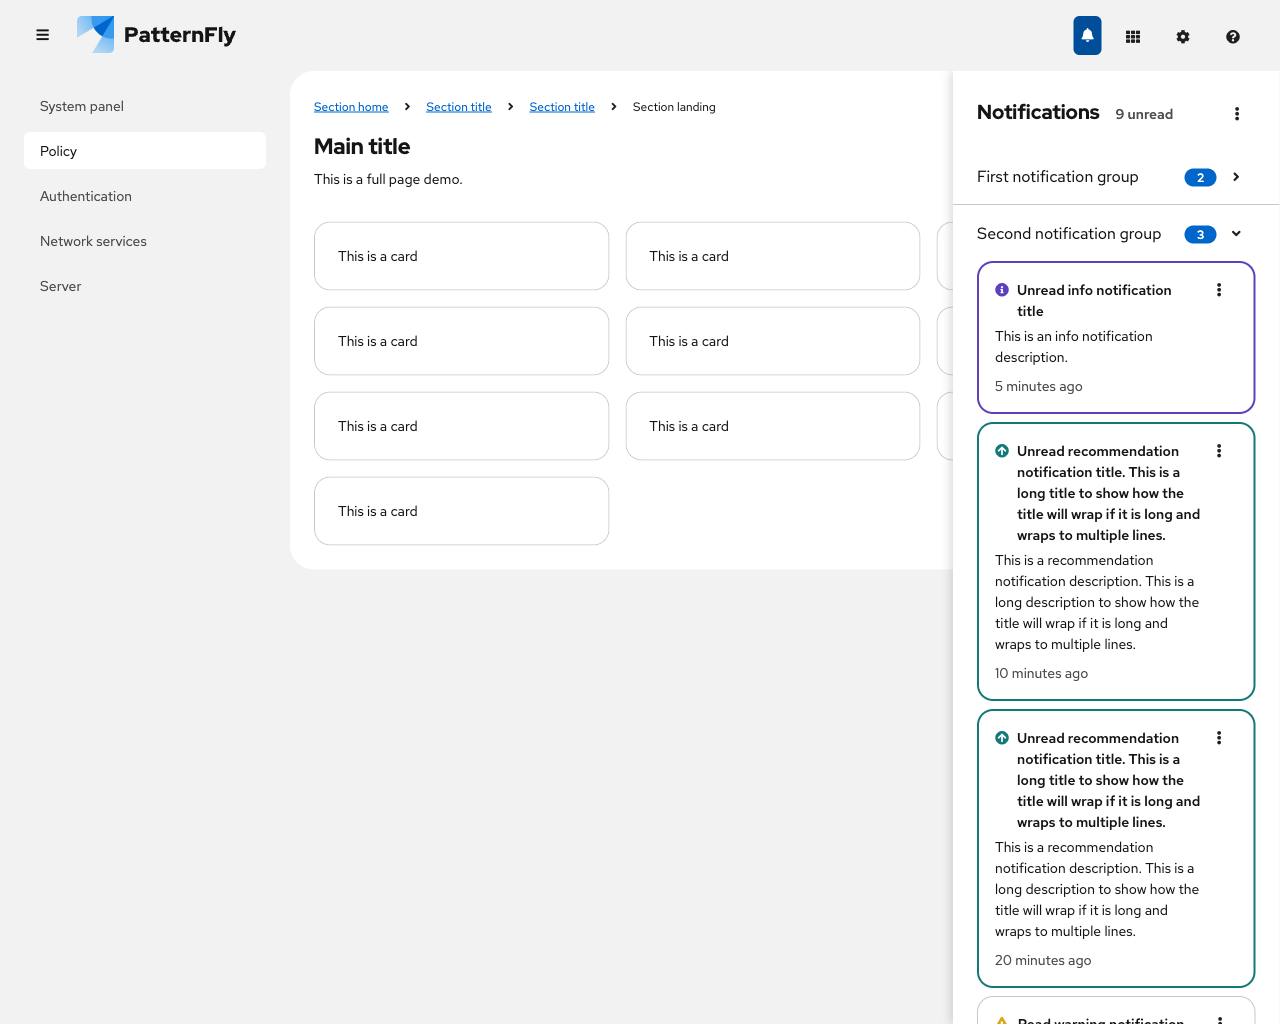 PatternFly
System panel
Policy
Authentication
Network services
Server
Section home
Section title
Section title
Section landing
Main title
This is a full page demo.
This is a card
This is a card
This is a card
This is a card
This is a card
This is a card
This is a card
Notifications
9 unread
First notification group
2
Second notification group
3
Unread info notification
title
This is an info notification
description.
5 minutes ago
Unread recommendation
notification title. This is a
long title to show how the
title will wrap if it is long and
wraps to multiple lines.
This is a recommendation
notification description. This is a
long description to show how the
title will wrap if it is long and
wraps to multiple lines.
10 minutes ago
Unread recommendation
notification title. This is a
long title to show how the
title will wrap if it is long and
wraps to multiple lines.
This is a recommendation
notification description. This is a
long description to show how the
title will wrap if it is long and
wraps to multiple lines.
20 minutes ago
Read warning notification